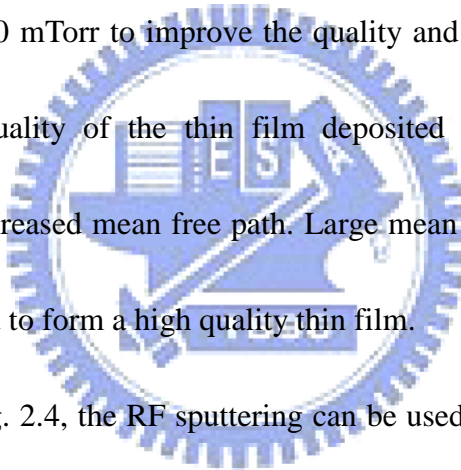 0 mTorr to improve the quality and
uality of the thin film deposited
E S A
creased mean free path. Large mean
to form a high quality thin film.
g. 2.4, the RF sputtering can be used